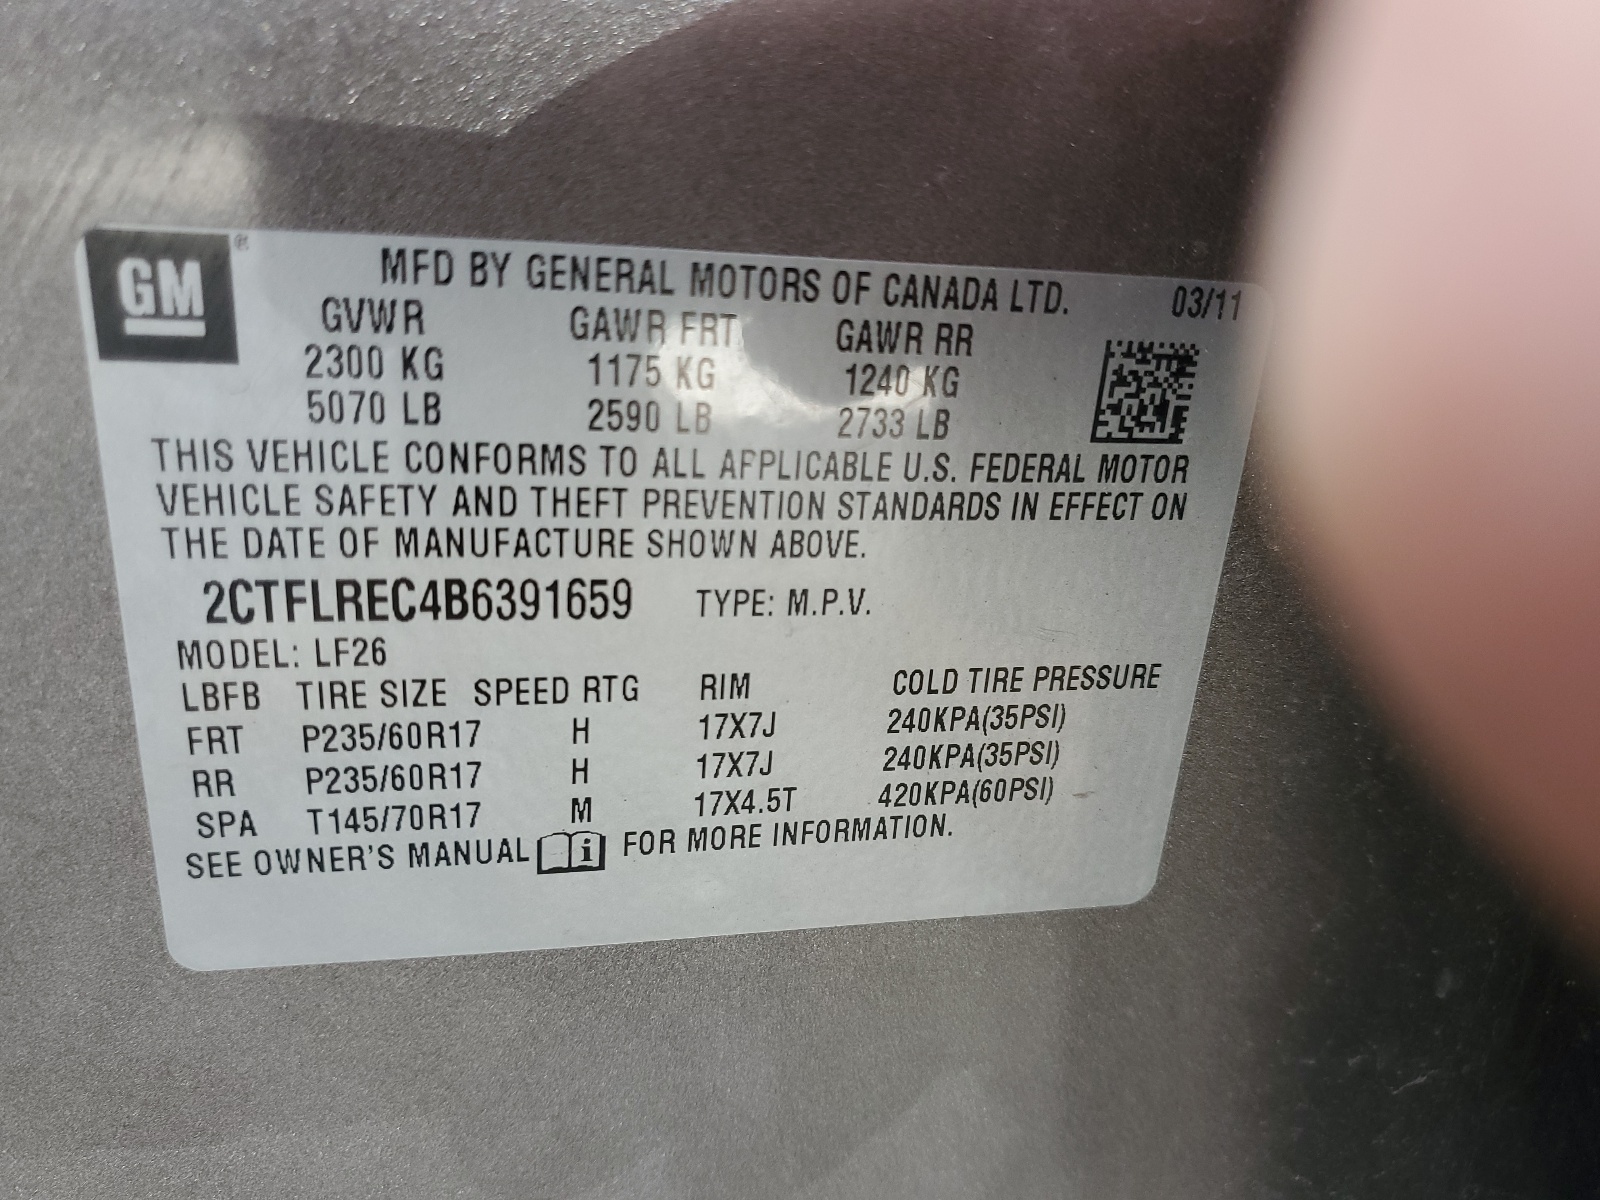 GM®
MFD BY GENERAL MOTORS OF CANADA LTD. 03/11
GVWR GAWR FRT GAWR RR
2300 KG 1175 KG 1240 KG
5070 LB 2590 LB 2733 LB
THIS VEHICLE CONFORMS TO ALL APPLICABLE U.S. FEDERAL MOTOR
VEHICLE SAFETY AND THEFT PREVENTION STANDARDS IN EFFECT ON
THE DATE OF MANUFACTURE SHOWN ABOVE.
2CTFLREC4B6391659 TYPE: M.P.V.
MODEL: LF26
LBFB TIRE SIZE SPEED RTG RIM COLD TIRE PRESSURE
FRT P235/60R17 H 17X7J 240KPA(35PSI)
RR P235/60R17 H 17X7J 240KPA(35PSI)
SPA T145/70R17 M 17X4.5T 420KPA(60PSI)
SEE OWNER'S MANUAL i FOR MORE INFORMATION.